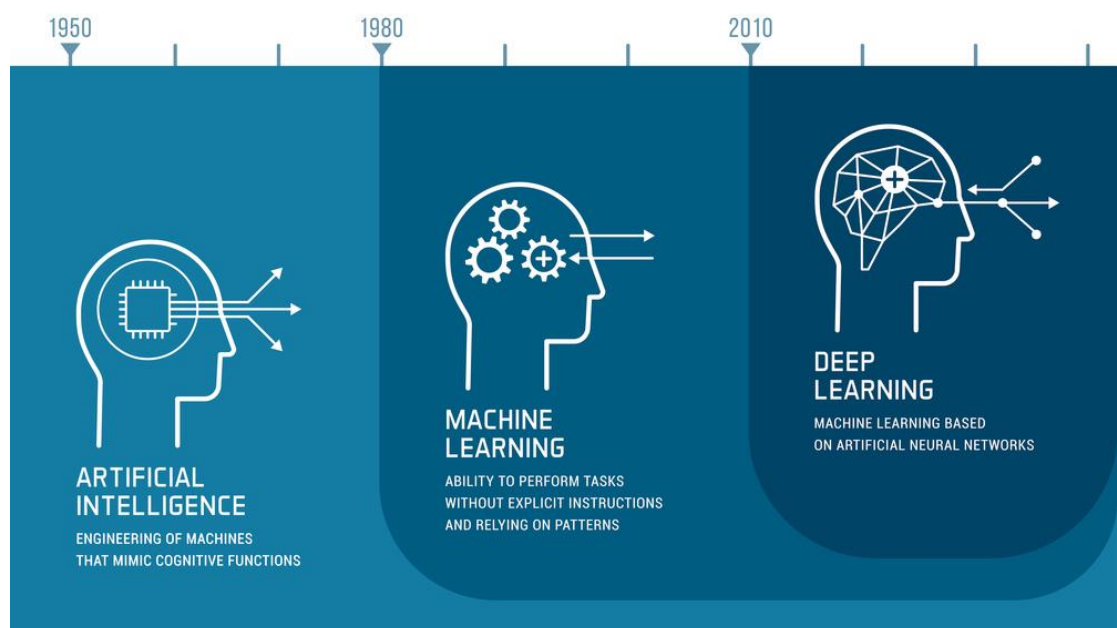 1950
1980
2010
ARTIFICIAL
INTELLIGENCE
ENGINEERING OF MACHINES
THAT MIMIC COGNITIVE FUNCTIONS
MACHINE
LEARNING
ABILITY TO PERFORM TASKS
WITHOUT EXPLICIT INSTRUCTIONS
AND RELYING ON PATTERNS
DEEP
LEARNING
MACHINE LEARNING BASED
ON ARTIFICIAL NEURAL NETWORKS